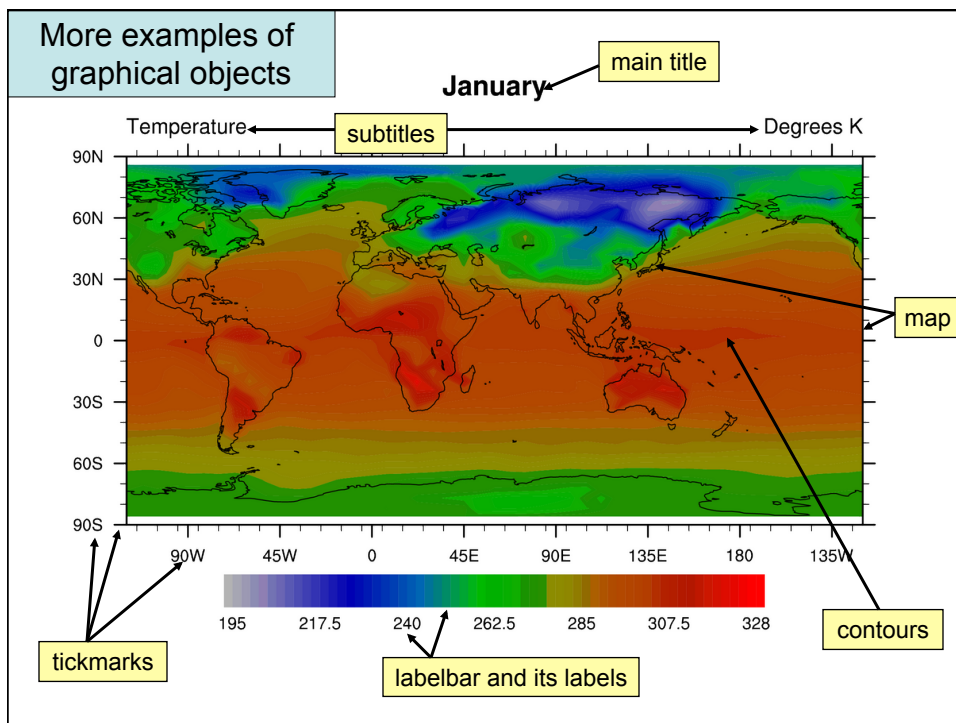 More examples of
graphical objects
main title
January
Temperature
subtitles
Degrees K
90N
60N
30N
0
30S
60S
90S
map
90W
45W
0
45E
90E
135E
180
135W
195
217.5
240
262.5
285
307.5
328
contours
tickmarks
labelbar and its labels